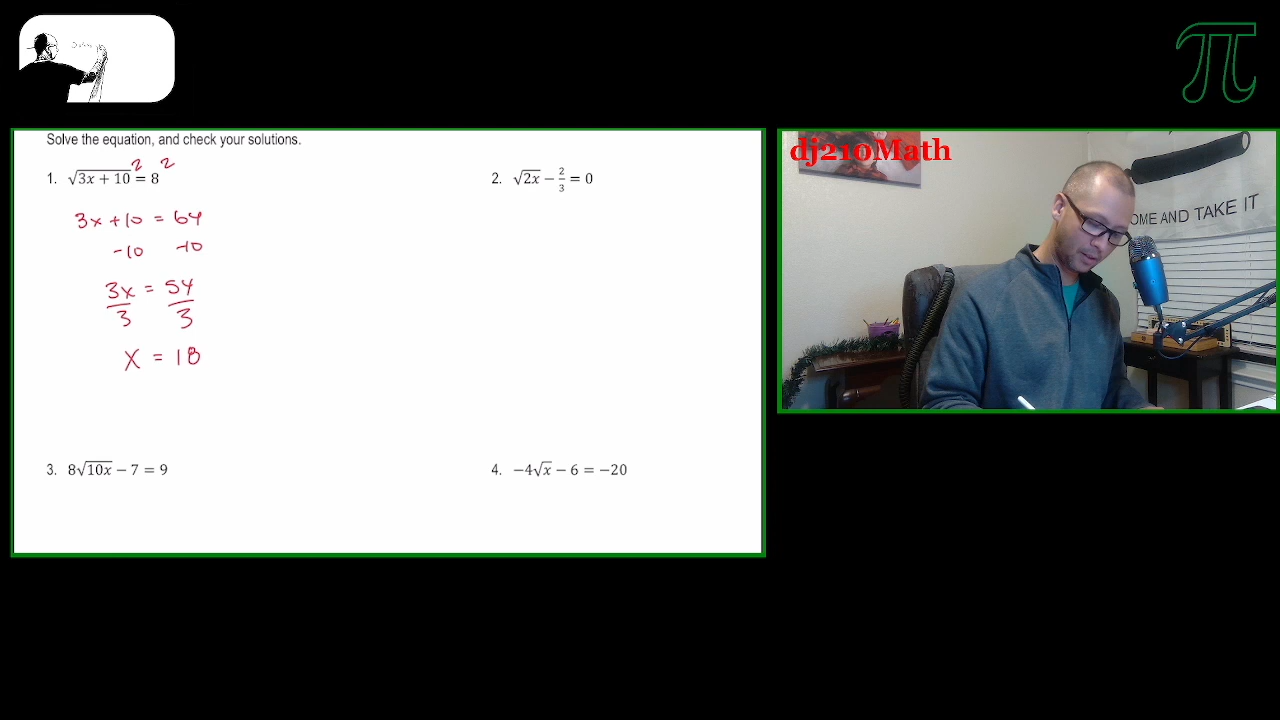 Solve the equation, and check your solutions.
1. √(3x + 10)² = 8²
3x + 10 = 64
-10 -10
3x = 54
3 3
x = 18
2. √(2x) − 2/3 = 0
3. 8√(10x) − 7 = 9
4. −4√x − 6 = −20
π
dj210Math
OME AND TAKE IT